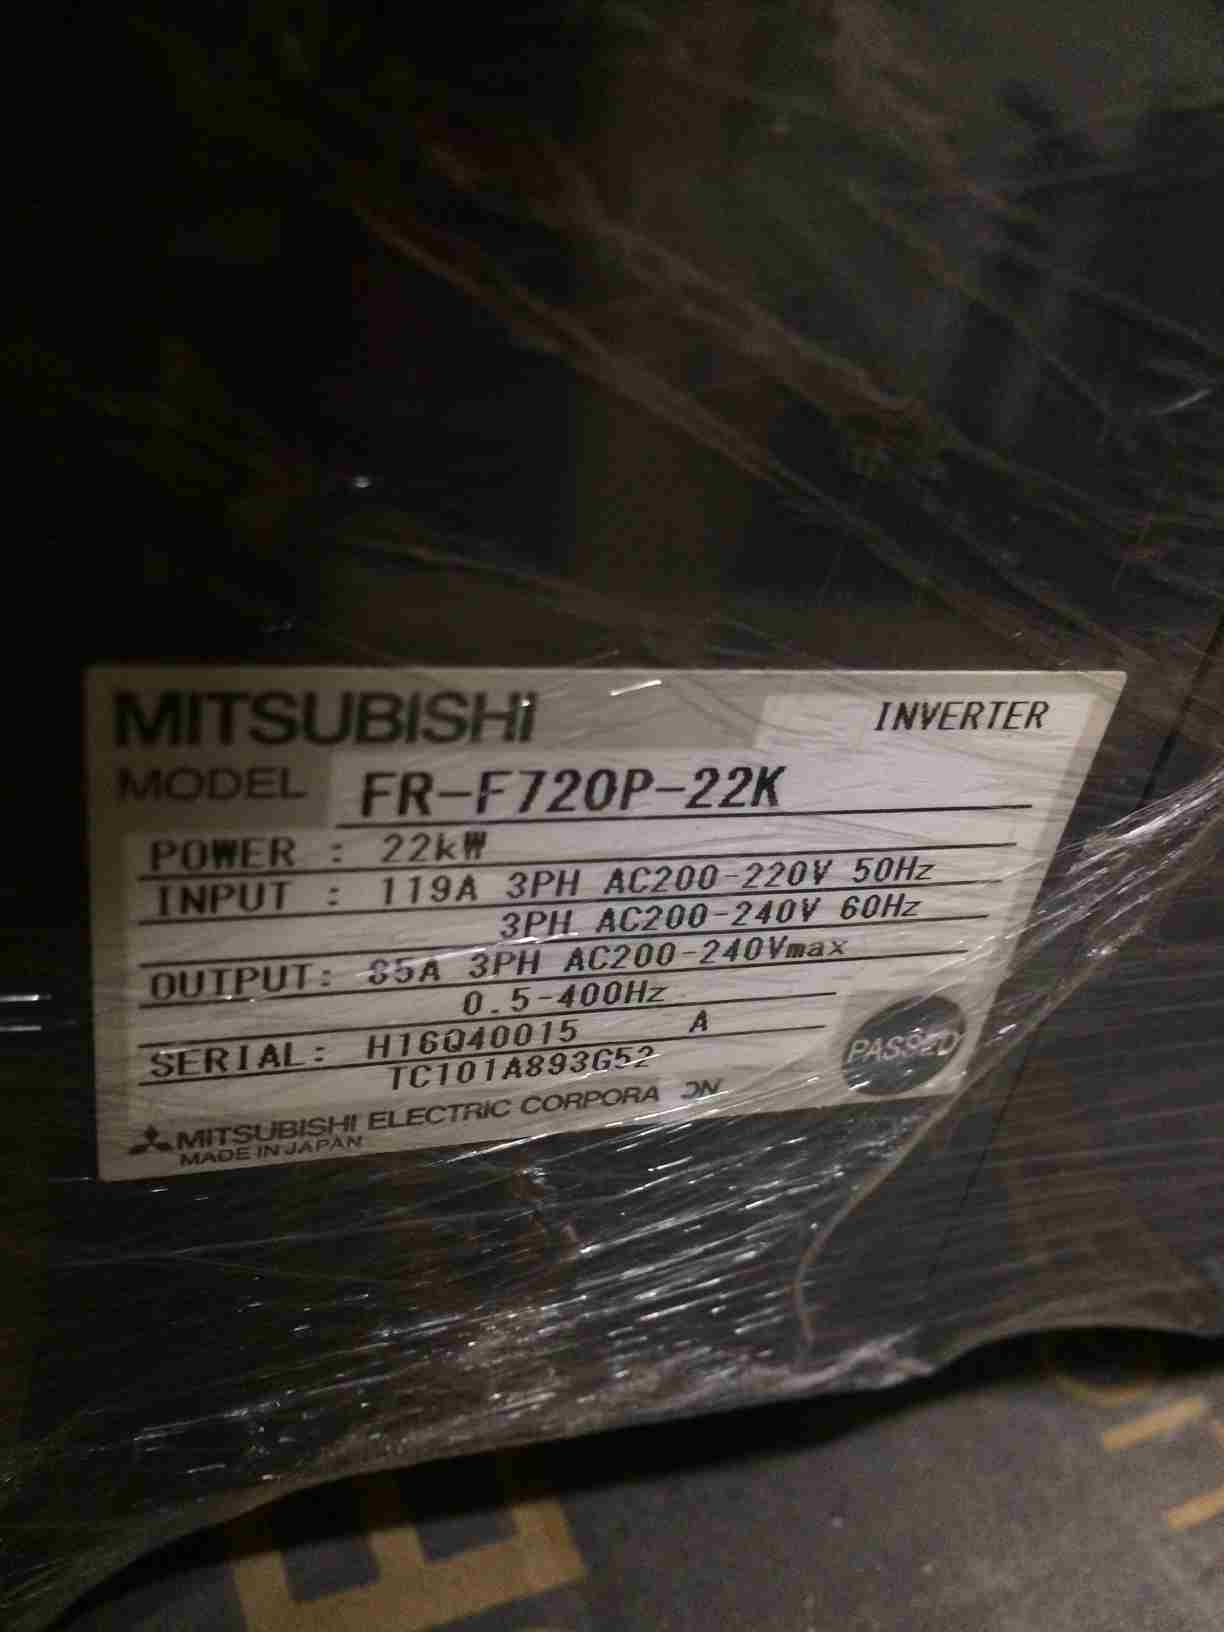 MITSUBISHI
INVERTER
MODEL FR-F720P-22K
POWER : 22kW
INPUT : 119A 3PH AC200-220V 50Hz
3PH AC200-240V 60Hz
OUTPUT: 85A 3PH AC200-240Vmax
0.5-400Hz
SERIAL: H16Q40015 A
TC101A893G52
PASSED
MITSUBISHI ELECTRIC CORPORA ON
MADE IN JAPAN